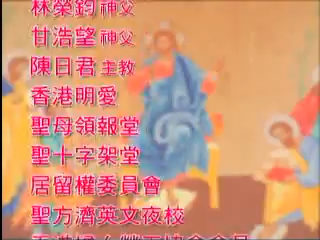 林榮鈞神父
甘浩望神父
陳日君主教
香港明愛
聖母領報堂
聖十字架堂
居留權委員會
聖方濟英文夜校